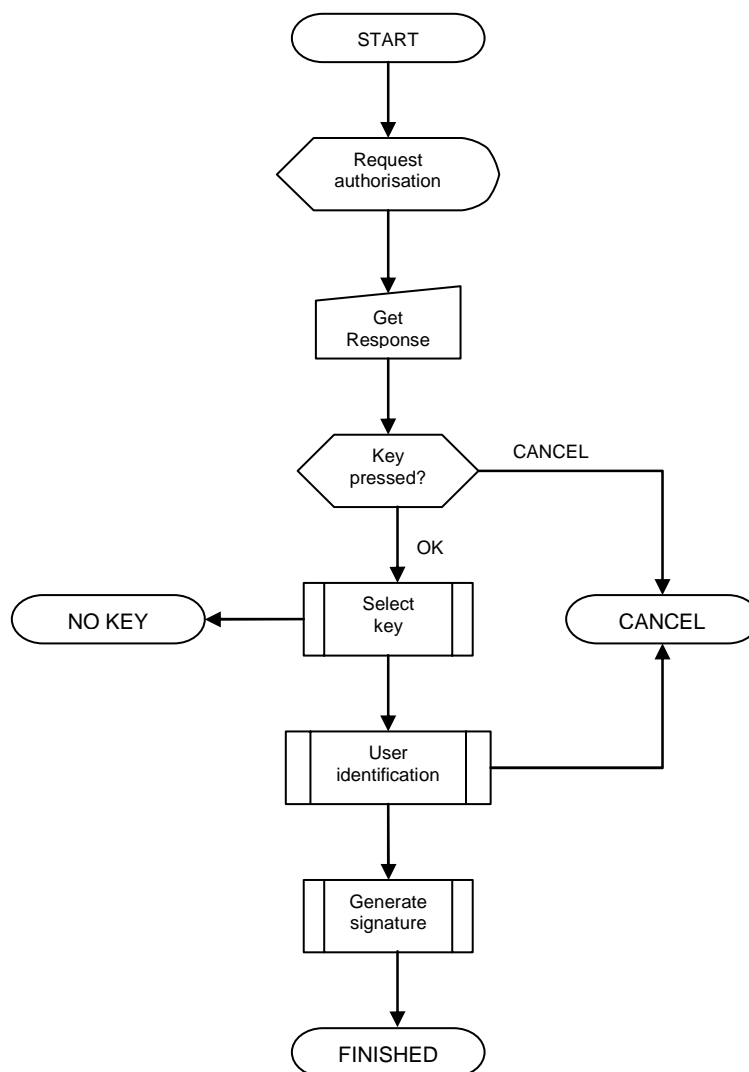 START
Request
authorisation
Get
Response
Key
pressed?
CANCEL
OK
Select
key
NO KEY
CANCEL
User
identification
Generate
signature
FINISHED